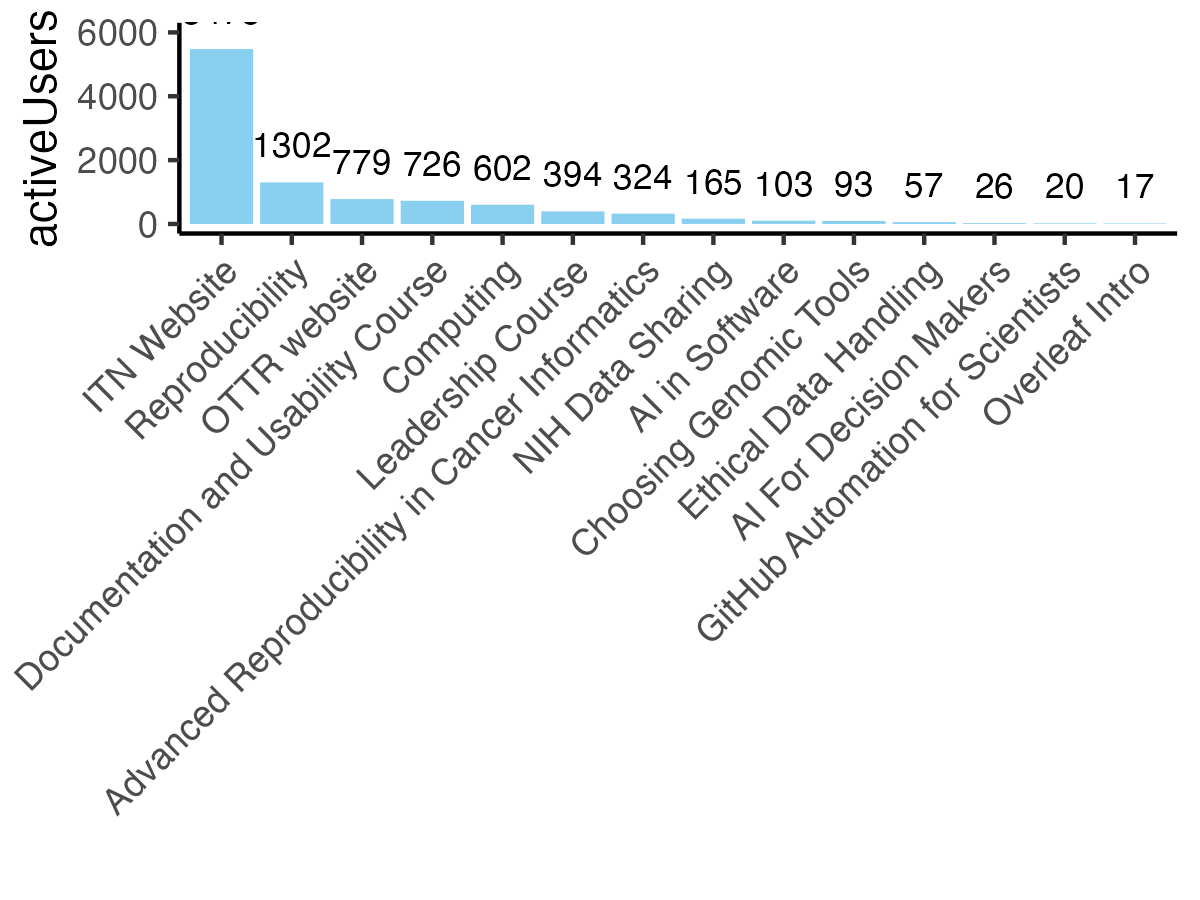 activeUsers
6000
4000
2000
0
1302
779
726
602
394
324
165
103
93
57
26
20
17
ITN Website
Reproducibility
OTTR website
Documentation and Usability Course
Computing
Leadership Course
Advanced Reproducibility in Cancer Informatics
NIH Data Sharing
AI in Software
Choosing Genomic Tools
Ethical Data Handling
AI For Decision Makers
GitHub Automation for Scientists
Overleaf Intro